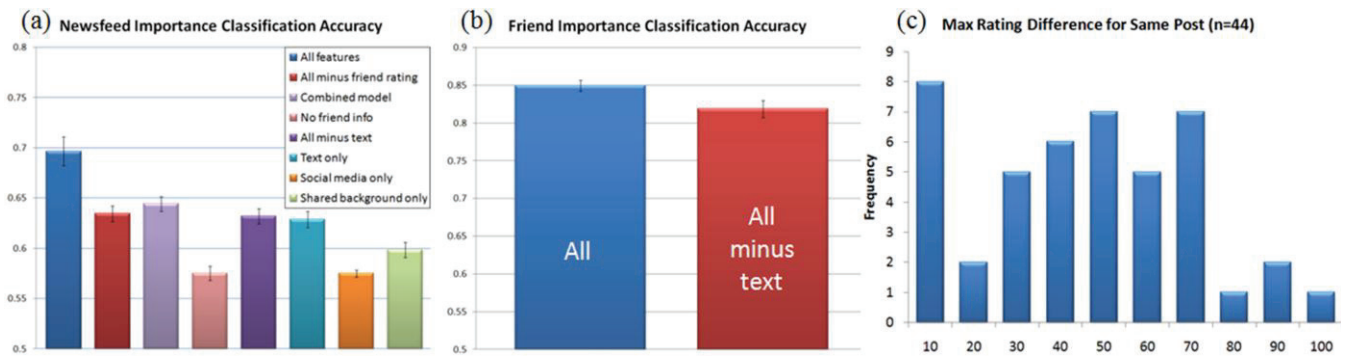 (a) Newsfeed Importance Classification Accuracy
0.8
0.75
0.7
0.65
0.6
0.55
0.5
All features
All minus friend rating
Combined model
No friend info
All minus text
Text only
Social media only
Shared background only
(b) Friend Importance Classification Accuracy
0.9
0.85
0.8
0.75
0.7
0.65
0.6
0.55
0.5
All
All
minus
text
(c) Max Rating Difference for Same Post (n=44)
Frequency
9
8
7
6
5
4
3
2
1
0
10 20 30 40 50 60 70 80 90 100